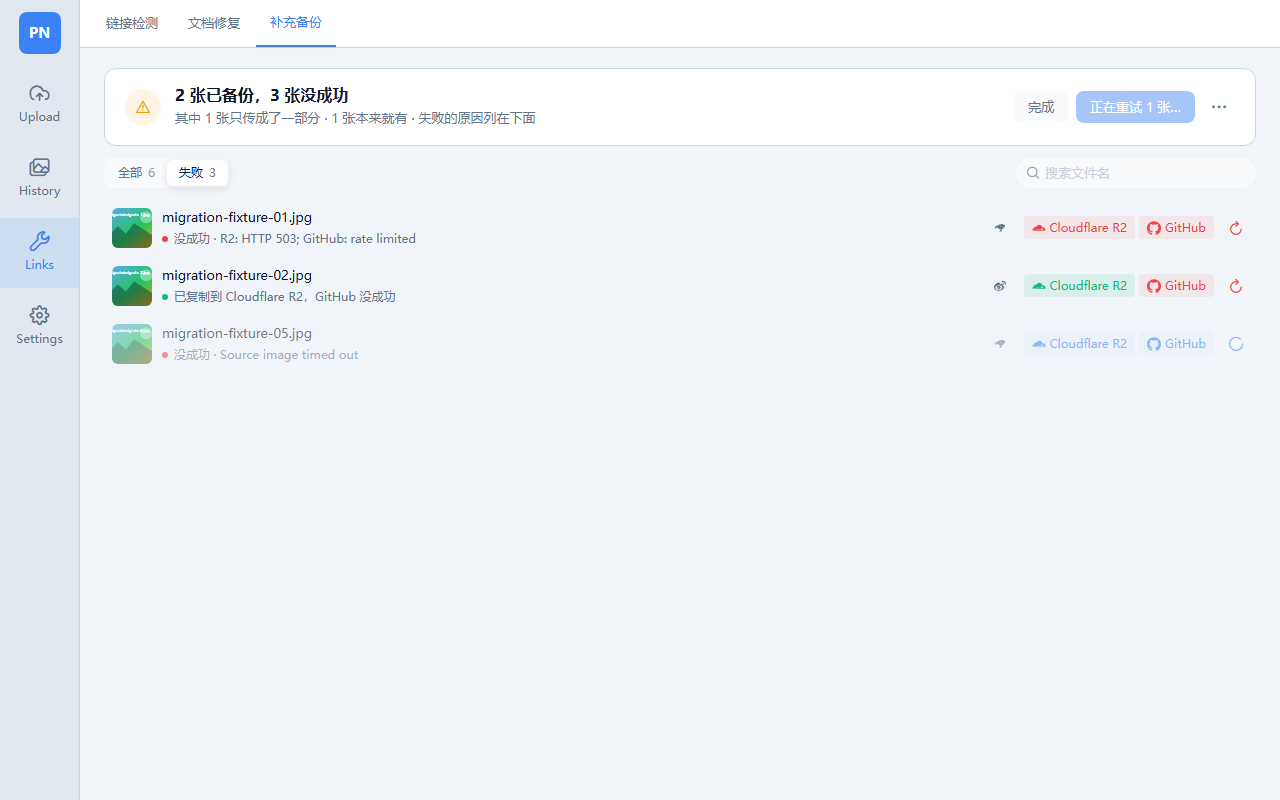 PN
Upload
History
Links
Settings
链接检测
文档修复
补充备份
2 张已备份，3 张没成功
其中 1 张只传成了一部分 · 1 张本来就有 · 失败的原因列在下面
完成
正在重试 1 张...
全部 6
失败 3
搜索文件名
migration-fixture-01.jpg
没成功 · R2: HTTP 503; GitHub: rate limited
Cloudflare R2
GitHub
migration-fixture-02.jpg
已复制到 Cloudflare R2，GitHub 没成功
Cloudflare R2
GitHub
migration-fixture-05.jpg
没成功 · Source image timed out
Cloudflare R2
GitHub